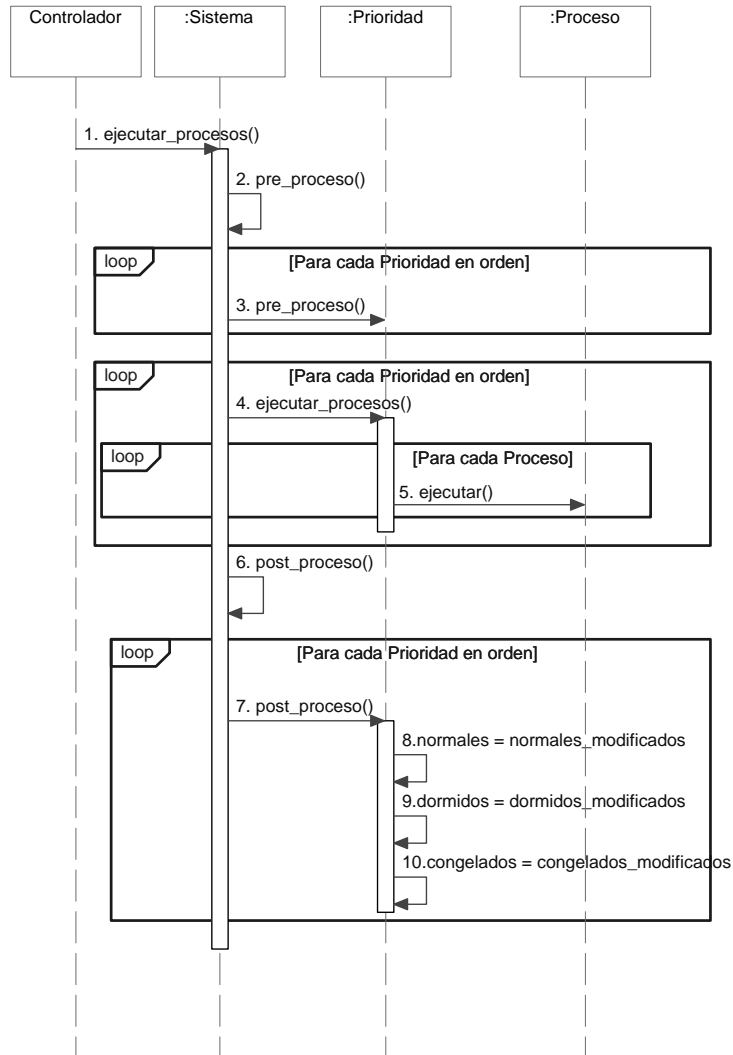 Controlador
:Sistema
:Prioridad
:Proceso
1. ejecutar_procesos()
2. pre_proceso()
loop
[Para cada Prioridad en orden]
3. pre_proceso()
loop
[Para cada Prioridad en orden]
4. ejecutar_procesos()
loop
[Para cada Proceso]
5. ejecutar()
6. post_proceso()
loop
[Para cada Prioridad en orden]
7. post_proceso()
8.normales = normales_modificados
9.dormidos = dormidos_modificados
10.congelados = congelados_modificados